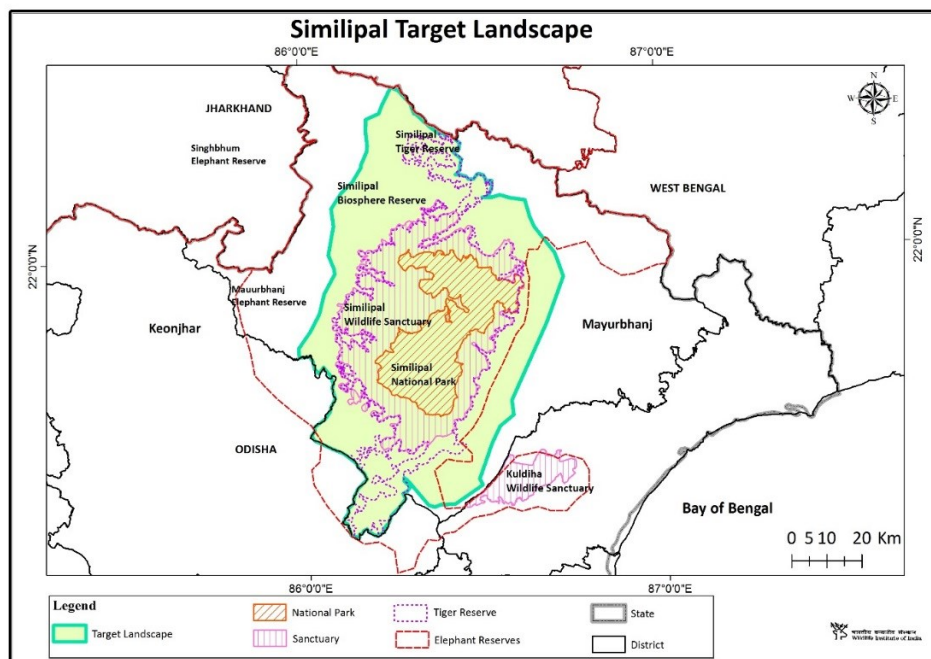 Similipal Target Landscape
86°0'0"E
87°0'0"E
N
W
E
S
JHARKHAND
Singhbhum
Elephant Reserve
Similipal
Tiger Reserve
Similipal
Biosphere Reserve
WEST BENGAL
22°0'0"N
22°0'0"N
Mauurbhanj
Elephant Reserve
Keonjhar
Similipal
Wildlife Sanctuary
Mayurbhanj
Similipal
National Park
ODISHA
Kuldiha
Wildlife Sanctuary
Bay of Bengal
0 5 10 20 Km
86°0'0"E
87°0'0"E
Legend
Target Landscape
National Park
Sanctuary
Tiger Reserve
Elephant Reserves
State
District
भारतीय वन्यजीव संस्थान
Wildlife Institute of India